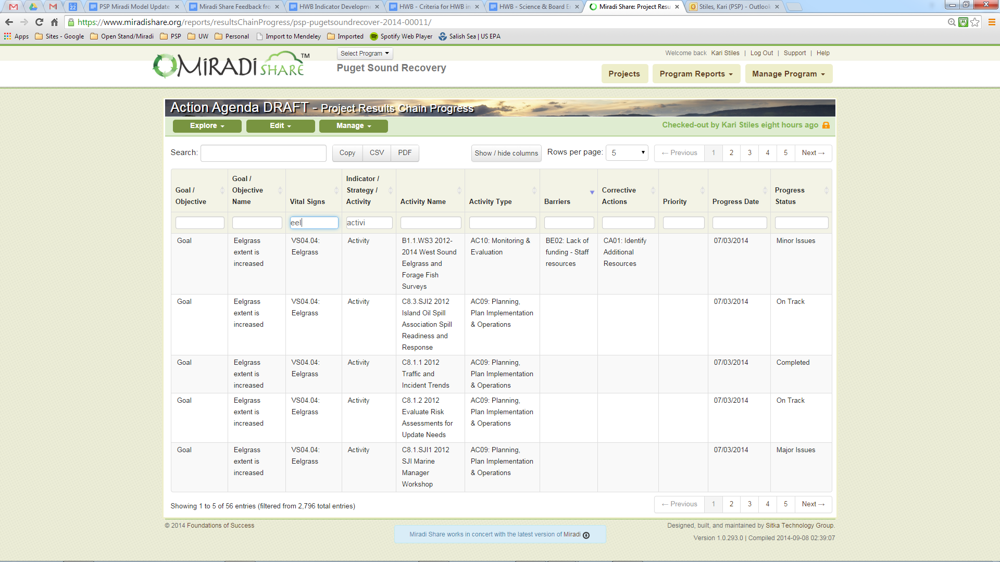 PSP Miradi Model Update
Miradi Share Feedback fro
HWB Indicator Developme
HWB - Criteria for HWB in
HWB - Science & Board E
Miradi Share: Project Resu
Stiles, Kari (PSP) - Outlook
22
https://www.miradishare.org/reports/resultsChainProgress/psp-pugetsoundrecover-2014-00011/
Apps Sites - Google Open Stand/Miradi PSP UW Personal Import to Mendeley Imported Spotify Web Player Salish Sea | US EPA
MiRADi SHARE™
Select Program
Puget Sound Recovery
Welcome back Kari Stiles | Log Out | Support | Help
Projects Program Reports Manage Program
Action Agenda DRAFT - Project Results Chain Progress
Explore Edit Manage
Checked-out by Kari Stiles eight hours ago
Search: Copy CSV PDF Show / hide columns Rows per page: 5 ← Previous 1 2 3 4 5 Next →
Goal / Objective
Goal / Objective Name
Vital Signs
Indicator / Strategy / Activity
Activity Name
Activity Type
Barriers
Corrective Actions
Priority
Progress Date
Progress Status
eel activi
Goal
Eelgrass extent is increased
VS04.04: Eelgrass
Activity
B1.1.WS3 2012-2014 West Sound Eelgrass and Forage Fish Surveys
AC10: Monitoring & Evaluation
BE02: Lack of funding - Staff resources
CA01: Identify Additional Resources
07/03/2014
Minor Issues
Goal
Eelgrass extent is increased
VS04.04: Eelgrass
Activity
C8.3.SJI2 2012 Island Oil Spill Association Spill Readiness and Response
AC09: Planning, Plan Implementation & Operations
07/03/2014
On Track
Goal
Eelgrass extent is increased
VS04.04: Eelgrass
Activity
C8.1.1 2012 Traffic and Incident Trends
AC09: Planning, Plan Implementation & Operations
07/03/2014
Completed
Goal
Eelgrass extent is increased
VS04.04: Eelgrass
Activity
C8.1.2 2012 Evaluate Risk Assessments for Update Needs
AC09: Planning, Plan Implementation & Operations
07/03/2014
On Track
Goal
Eelgrass extent is increased
VS04.04: Eelgrass
Activity
C8.1.SJI1 2012 SJI Marine Manager Workshop
AC09: Planning, Plan Implementation & Operations
07/03/2014
Major Issues
Showing 1 to 5 of 56 entries (filtered from 2,796 total entries)
← Previous 1 2 3 4 5 Next →
© 2014 Foundations of Success
Miradi Share works in concert with the latest version of Miradi
Designed, built, and maintained by Sitka Technology Group.
Version 1.0.293.0 | Compiled 2014-09-08 02:39:07